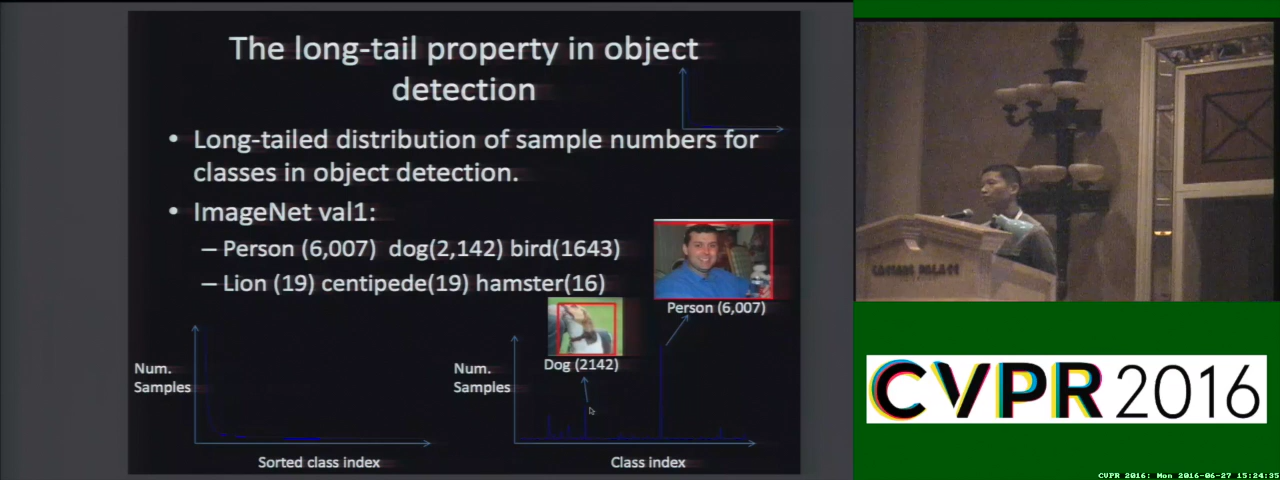 The long-tail property in object
detection
• Long-tailed distribution of sample numbers for
classes in object detection.
• ImageNet val1:
– Person (6,007) dog(2,142) bird(1643)
– Lion (19) centipede(19) hamster(16)
Person (6,007)
Dog (2142)
Num.
Samples
Sorted class index
Num.
Samples
Class index
CAESARS PALACE
CVPR 2016
CVPR 2016: Mon 2016-06-27 15:24:35